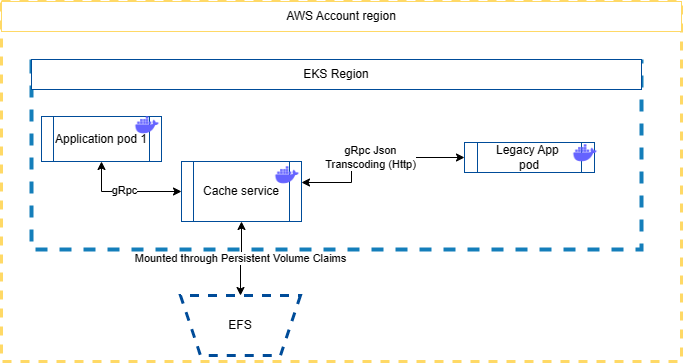 AWS Account region
EKS Region
Application pod 1
gRpc Json
Transcoding (Http)
Legacy App
pod
gRpc
Cache service
Mounted through Persistent Volume Claims
EFS